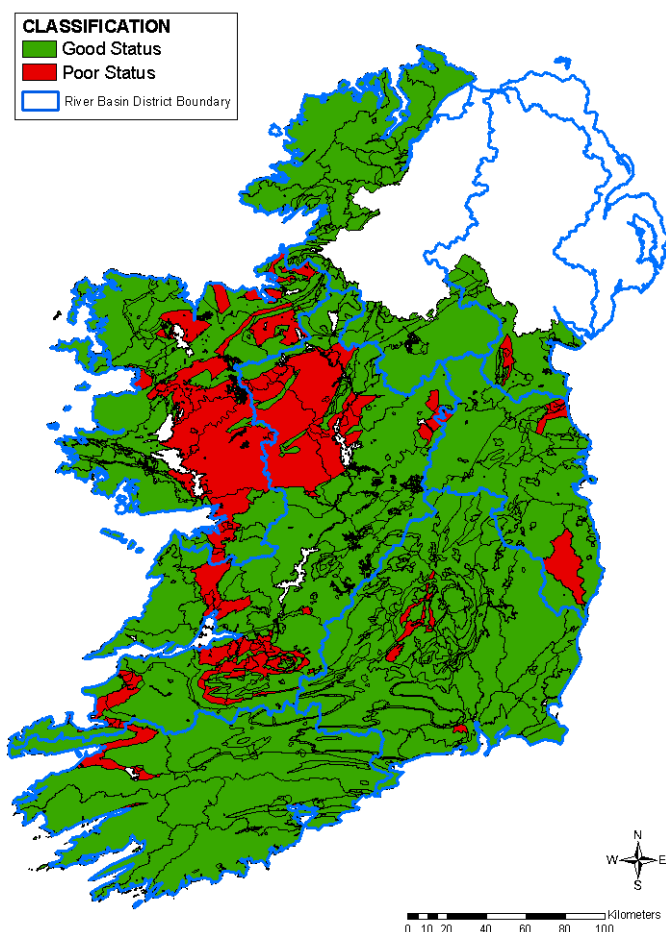 CLASSIFICATION
Good Status
Poor Status
River Basin District Boundary
N
W E
S
Kilometers
0 10 20 40 60 80 100